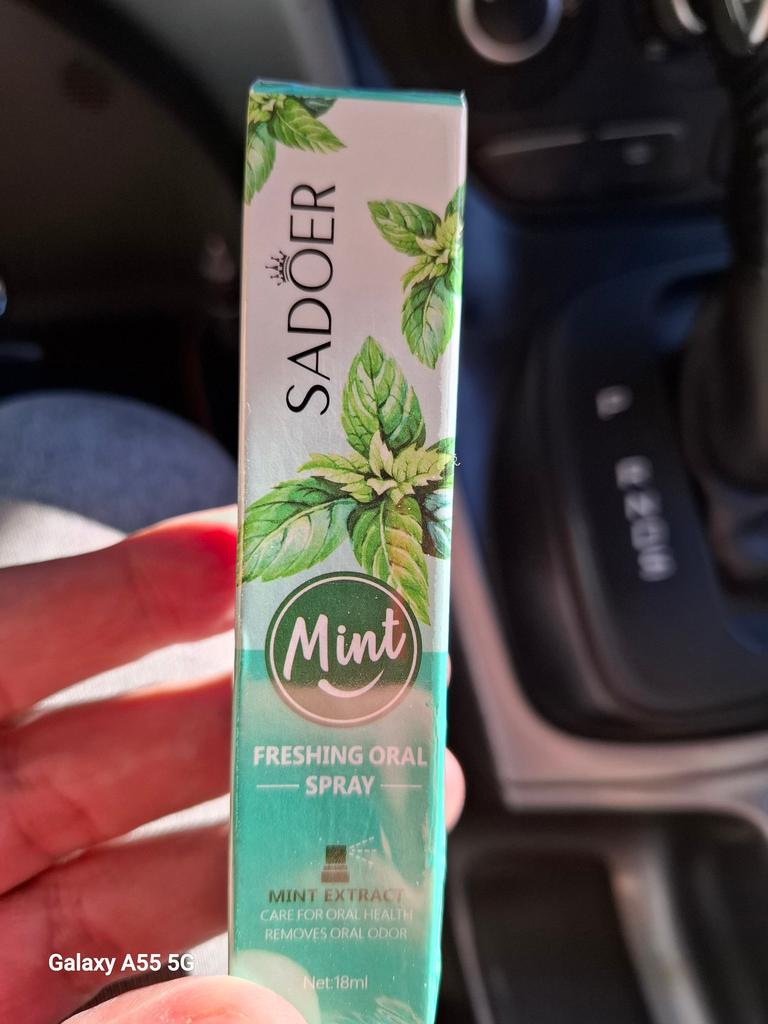 SADOER
Mint
FRESHING ORAL
SPRAY
MINT EXTRACT
CARE FOR ORAL HEALTH
REMOVES ORAL ODOR
Net:18ml
P
R
N
D
S
Galaxy A55 5G